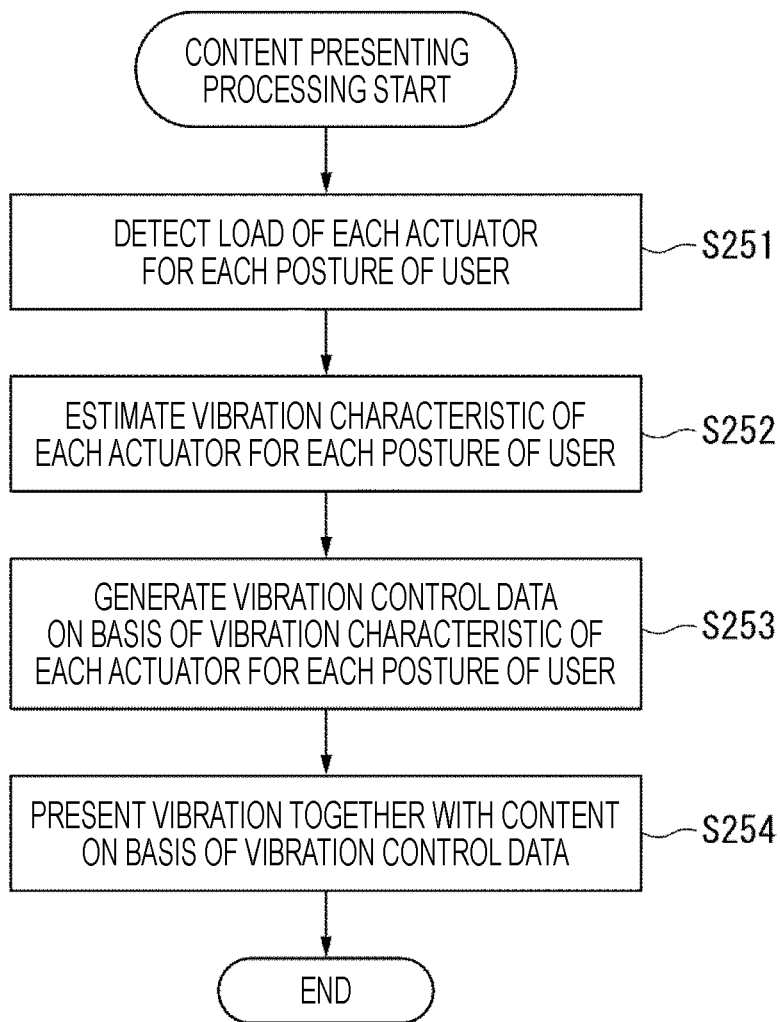 CONTENT PRESENTING
PROCESSING START
DETECT LOAD OF EACH ACTUATOR
FOR EACH POSTURE OF USER
S251
ESTIMATE VIBRATION CHARACTERISTIC OF
EACH ACTUATOR FOR EACH POSTURE OF USER
S252
GENERATE VIBRATION CONTROL DATA
ON BASIS OF VIBRATION CHARACTERISTIC OF
EACH ACTUATOR FOR EACH POSTURE OF USER
S253
PRESENT VIBRATION TOGETHER WITH CONTENT
ON BASIS OF VIBRATION CONTROL DATA
S254
END